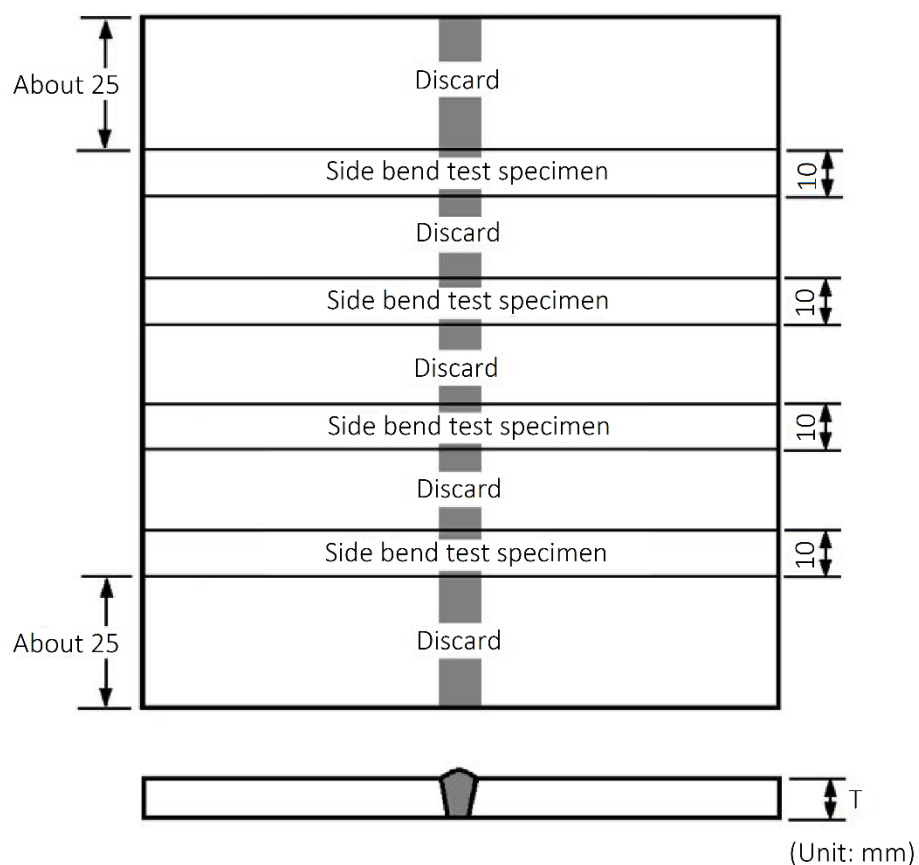 Discard
About 25
Side bend test specimen
10
Discard
Side bend test specimen
10
Discard
Side bend test specimen
10
Discard
Side bend test specimen
10
About 25
Discard
T
(Unit: mm)